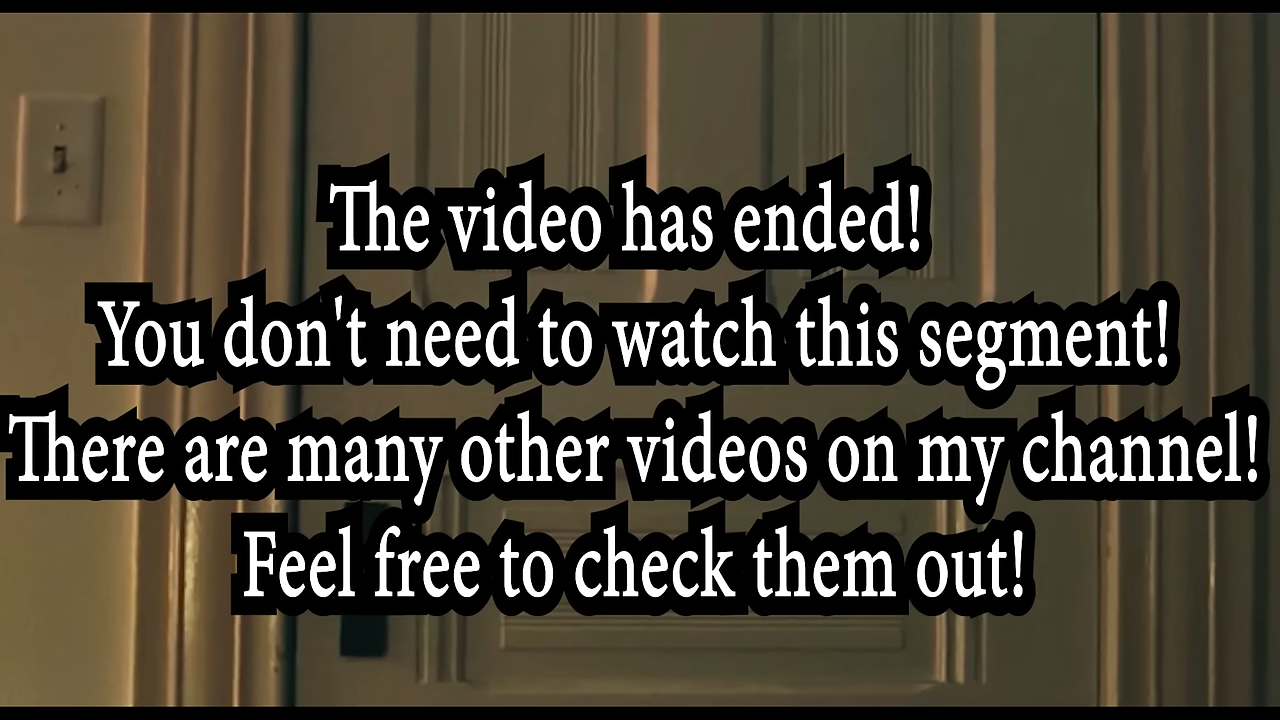 The video has ended!
You don't need to watch this segment!
There are many other videos on my channel!
Feel free to check them out!